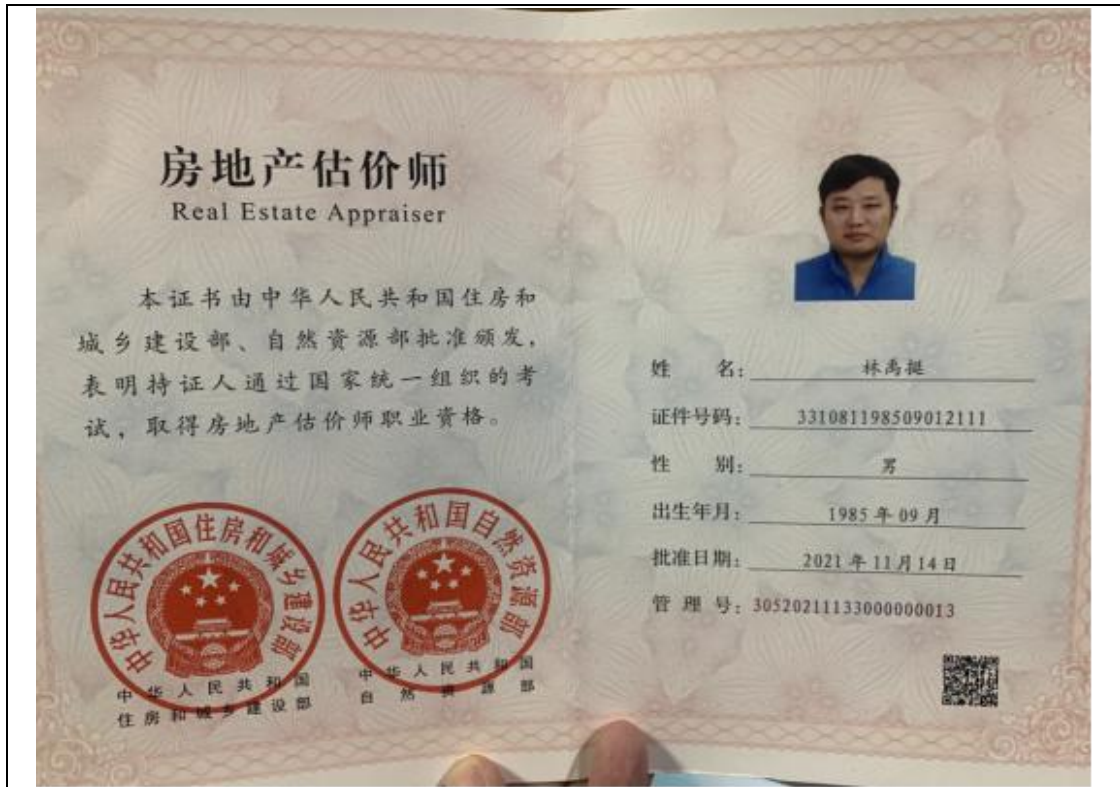 房地产估价师
Real Estate Appraiser
本证书由中华人民共和国住房和
城乡建设部、自然资源部批准颁发,
表明持证人通过国家统一组织的考
试，取得房地产估价师职业资格。
中华人民共和国住房和城乡建设部
中华人民共和国
住房和城乡建设部
中华人民共和国自然资源部
中华人民共和国
自然资源部
姓 名: 林禹挺
证件号码: 331081198509012111
性 别: 男
出生年月: 1985年09月
批准日期: 2021年11月14日
管 理 号: 30520211133000000013